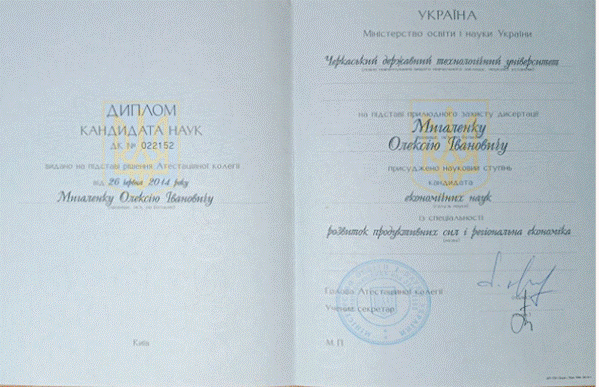 ДИПЛОМ
КАНДИДАТА НАУК
ДК № 022152
видано на підставі рішення Атестаційної колегії
від 26 червня 2014 року
Мигаленку Олексію Івановичу
Київ
УКРАЇНА
Міністерство освіти і науки України
Черкаський державний технологічний університет
на підставі прилюдного захисту дисертації
Мигаленку
Олексію Івановичу
присуджено науковий ступінь
кандидата
економічних наук
із спеціальності
розвиток продуктивних сил і регіональна економіка
Голова Атестаційної колегії
Учений секретар
М. П.